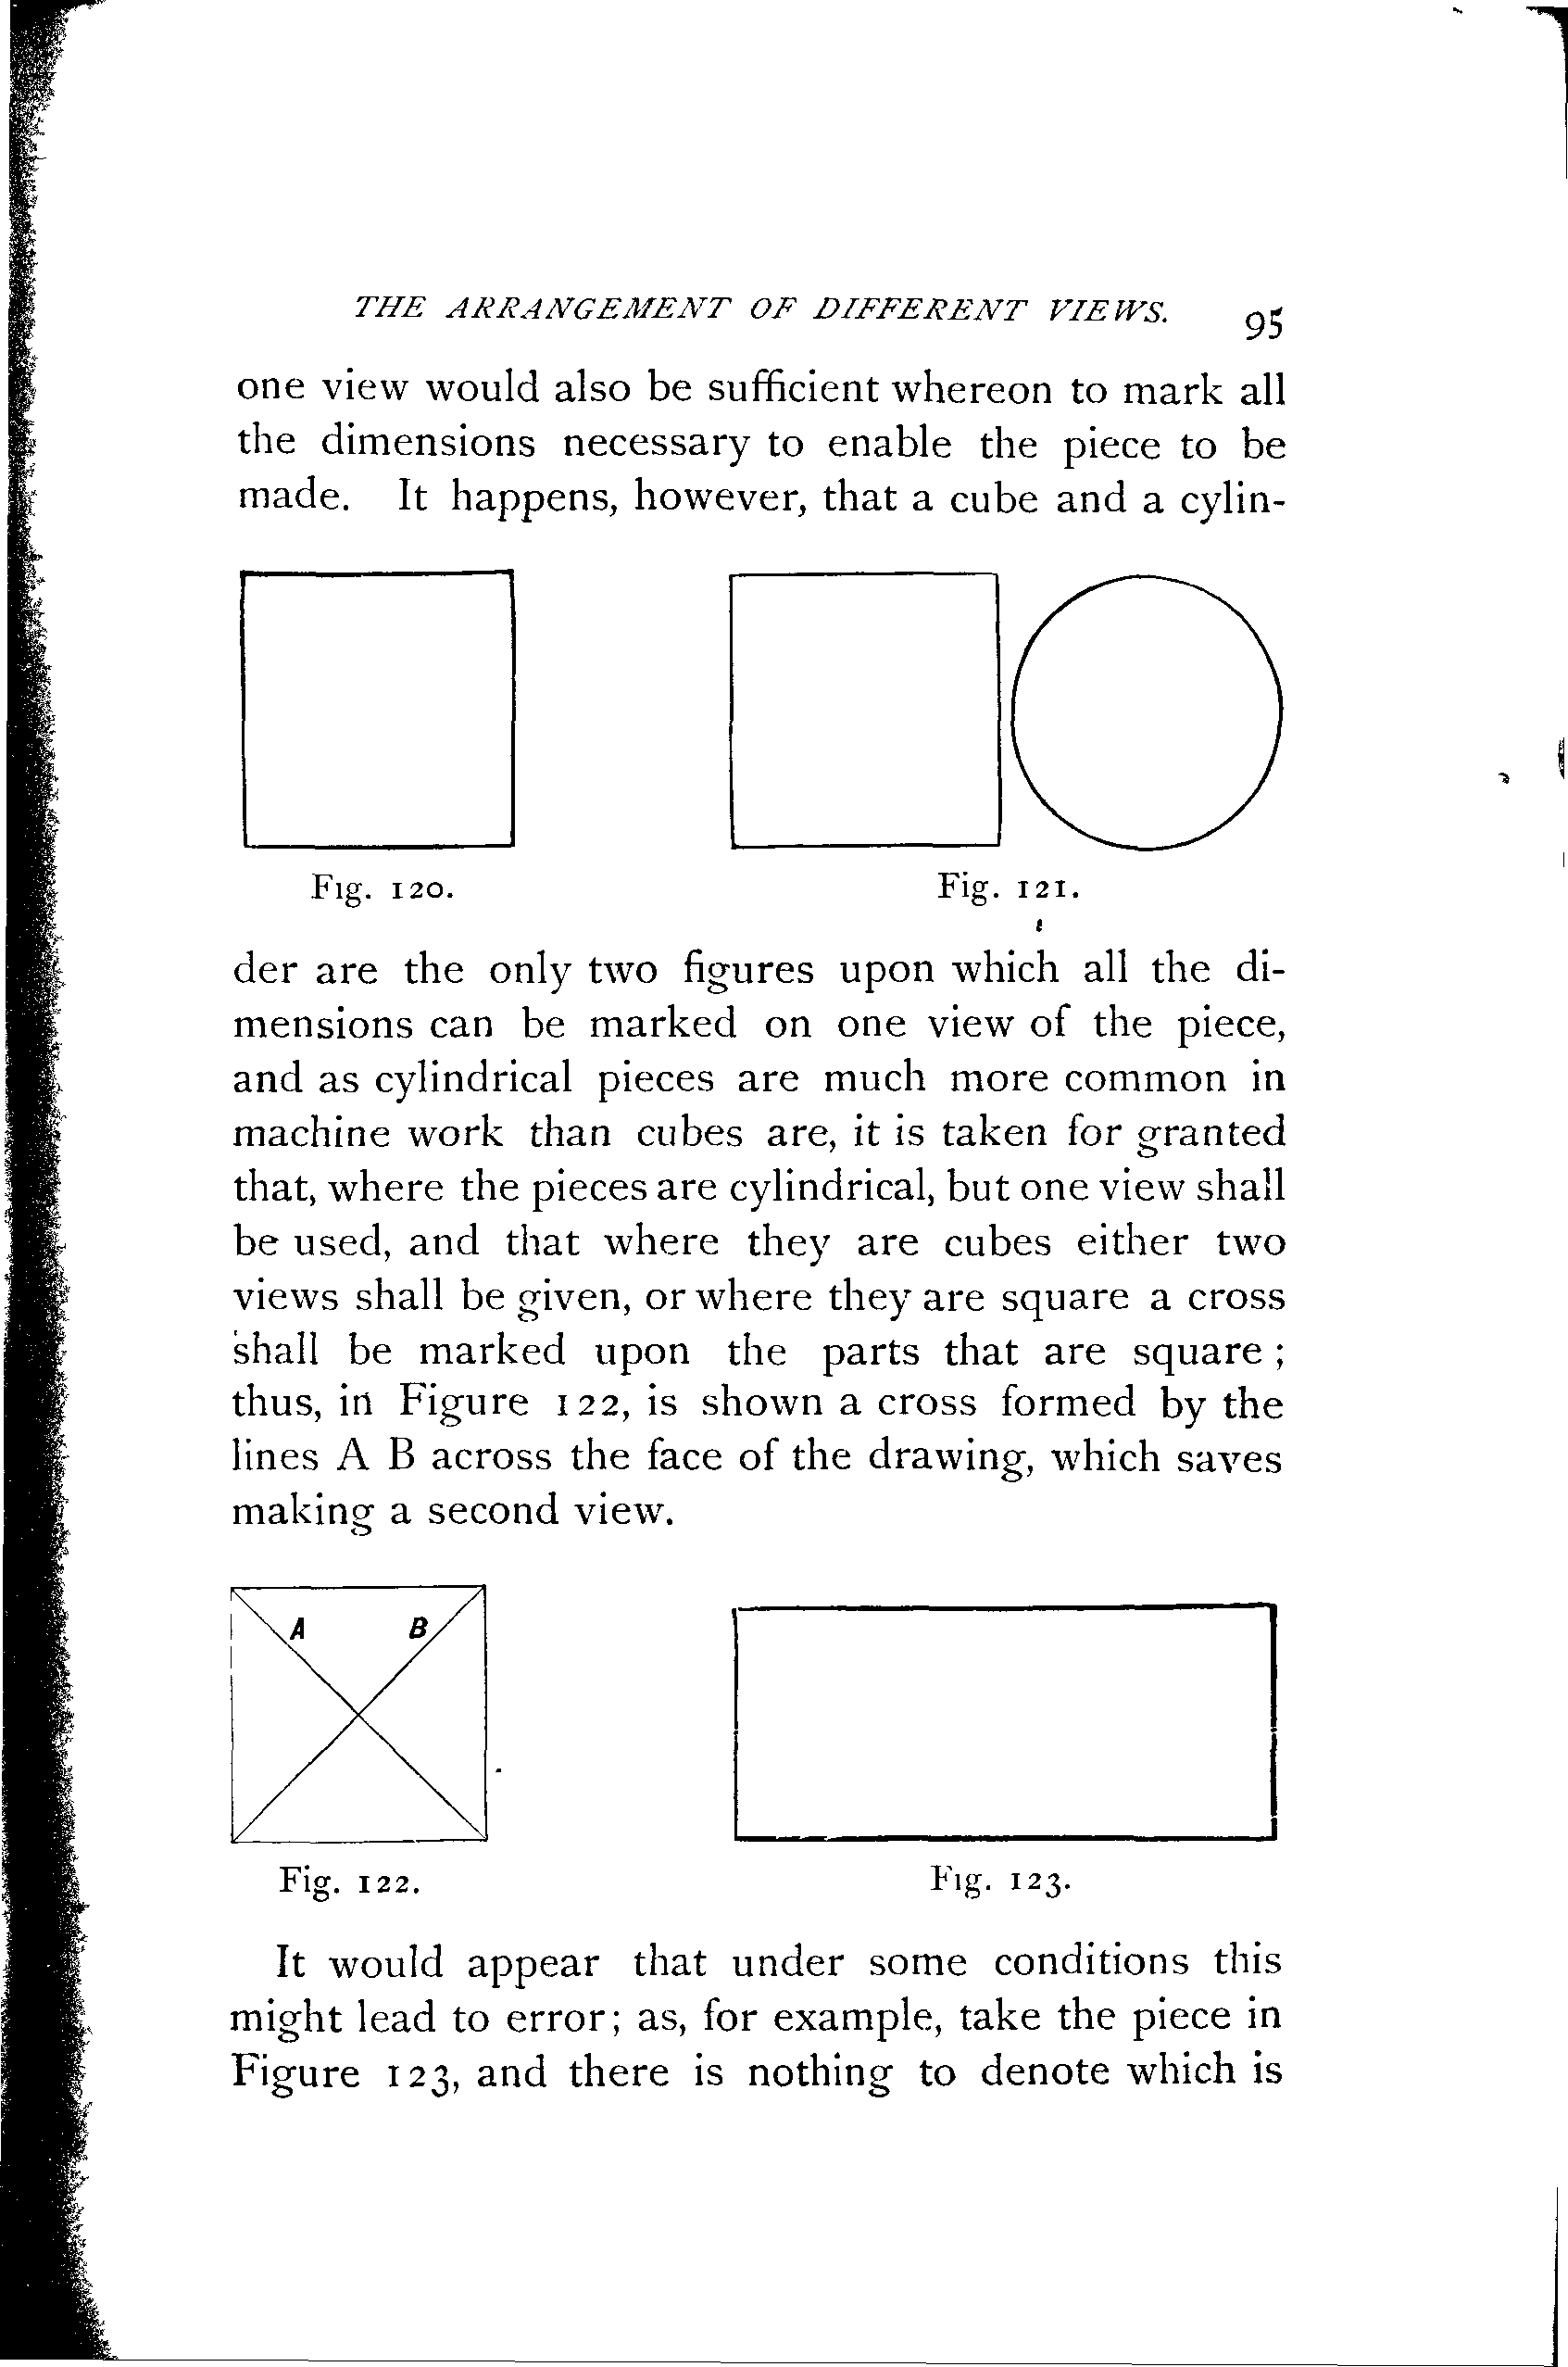 THE ARRANGEMENT OF DIFFERENT VIEWS. 95
one view would also be sufficient whereon to mark all
the dimensions necessary to enable the piece to be
made. It happens, however, that a cube and a cylin-
Fig. 120.
Fig. 121.
der are the only two figures upon which all the di-
mensions can be marked on one view of the piece,
and as cylindrical pieces are much more common in
machine work than cubes are, it is taken for granted
that, where the pieces are cylindrical, but one view shall
be used, and that where they are cubes either two
views shall be given, or where they are square a cross
shall be marked upon the parts that are square;
thus, in Figure 122, is shown a cross formed by the
lines A B across the face of the drawing, which saves
making a second view.
A B
Fig. 122.
Fig. 123.
It would appear that under some conditions this
might lead to error; as, for example, take the piece in
Figure 123, and there is nothing to denote which is